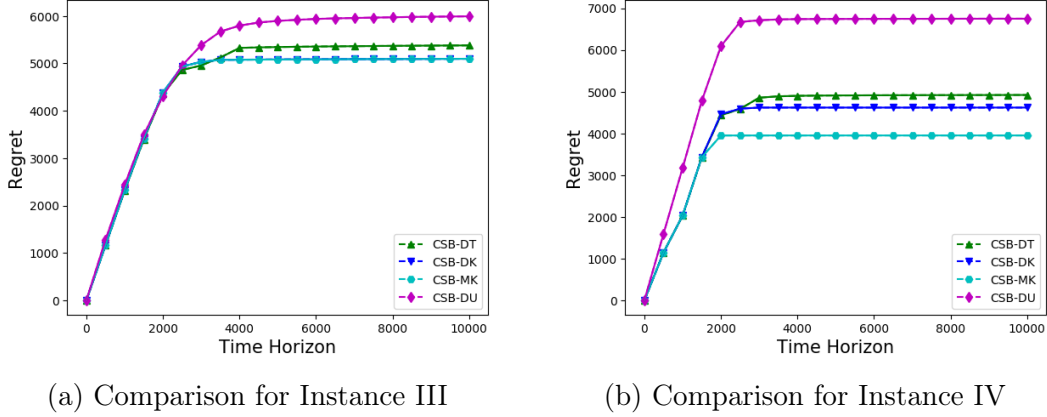 6000
5000
4000
3000
2000
1000
0
Regret
0 2000 4000 6000 8000 10000
Time Horizon
CSB-DT
CSB-DK
CSB-MK
CSB-DU
(a) Comparison for Instance III
7000
6000
5000
4000
3000
2000
1000
0
Regret
0 2000 4000 6000 8000 10000
Time Horizon
CSB-DT
CSB-DK
CSB-MK
CSB-DU
(b) Comparison for Instance IV